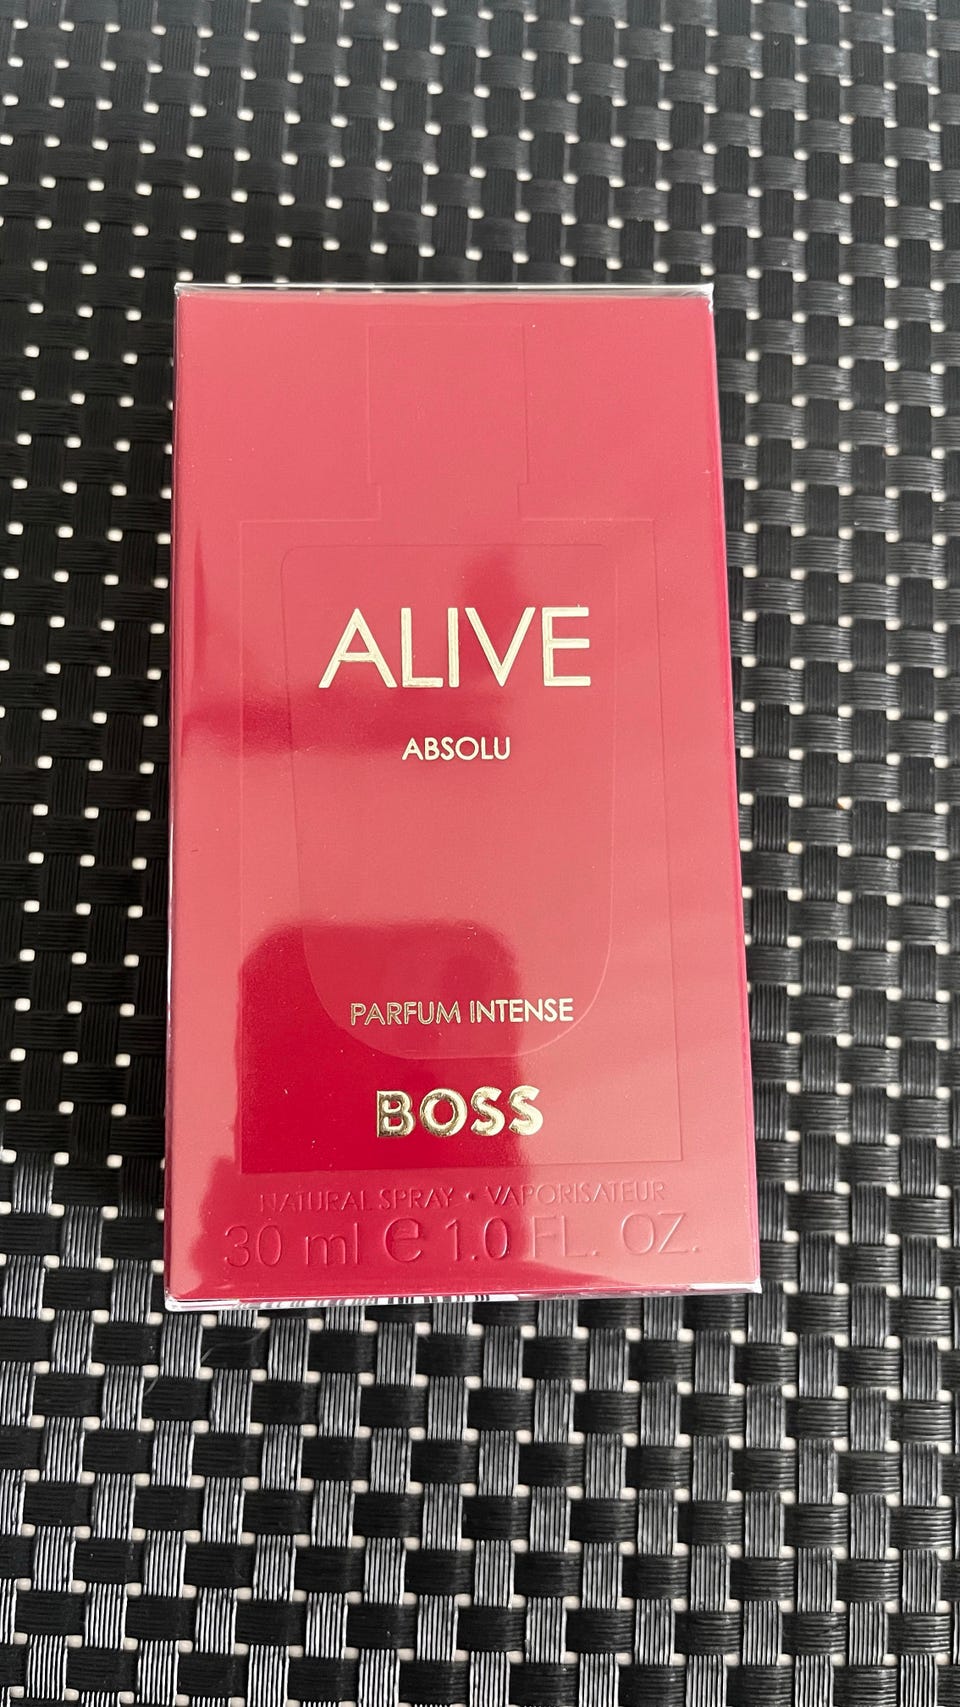 ALIVE
ABSOLU
PARFUM INTENSE
BOSS
NATURAL SPRAY • VAPORISATEUR
30 ml e 1.0 FL. OZ.